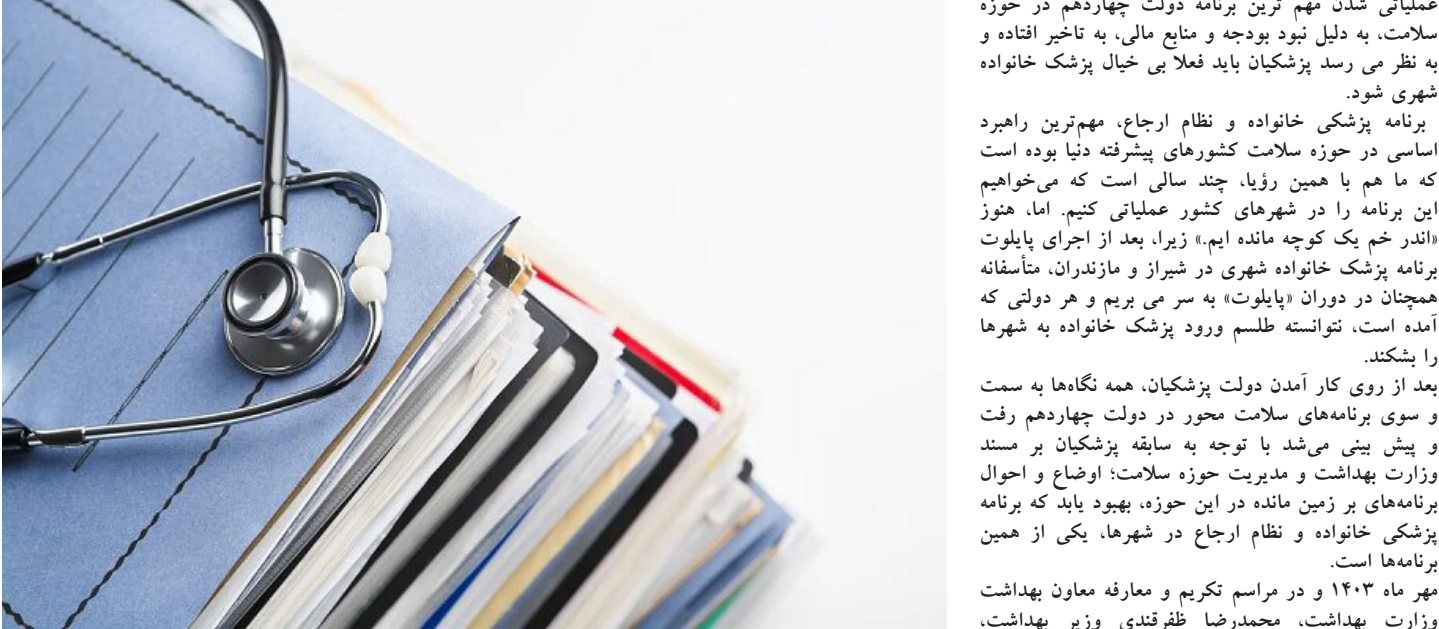 عملیاتی شدن مهم ترین برنامه دولت چهاردهم در حوزه
سلامت، به دلیل نبود بودجه و منابع مالی، به تاخیر افتاده و
به نظر می رسد پزشکیان باید فعلا بی خیال پزشک خانواده
شهری شود.
برنامه پزشکی خانواده و نظام ارجاع، مهم‌ترین راهبرد
اساسی در حوزه سلامت کشورهای پیشرفته دنیا بوده است
که ما هم با همین رؤیا، چند سالی است که می‌خواهیم
این برنامه را در شهرهای کشور عملیاتی کنیم. اما، هنوز
«اندر خم یک کوچه مانده ایم.» زیرا، بعد از اجرای پایلوت
برنامه پزشک خانواده شهری در شیراز و مازندران، متأسفانه
همچنان در دوران «پایلوت» به سر می بریم و هر دولتی که
آمده است، نتوانسته طلسم ورود پزشک خانواده به شهرها
را بشکند.
بعد از روی کار آمدن دولت پزشکیان، همه نگاه‌ها به سمت
و سوی برنامه‌های سلامت محور در دولت چهاردهم رفت
و پیش بینی می‌شد با توجه به سابقه پزشکیان بر مسند
وزارت بهداشت و مدیریت حوزه سلامت؛ اوضاع و احوال
برنامه‌های بر زمین مانده در این حوزه، بهبود یابد که برنامه
پزشکی خانواده و نظام ارجاع در شهرها، یکی از همین
برنامه‌ها است.
مهر ماه ۱۴۰۳ و در مراسم تکریم و معارفه معاون بهداشت
وزارت بهداشت، محمدرضا ظفرقندی وزیر بهداشت،